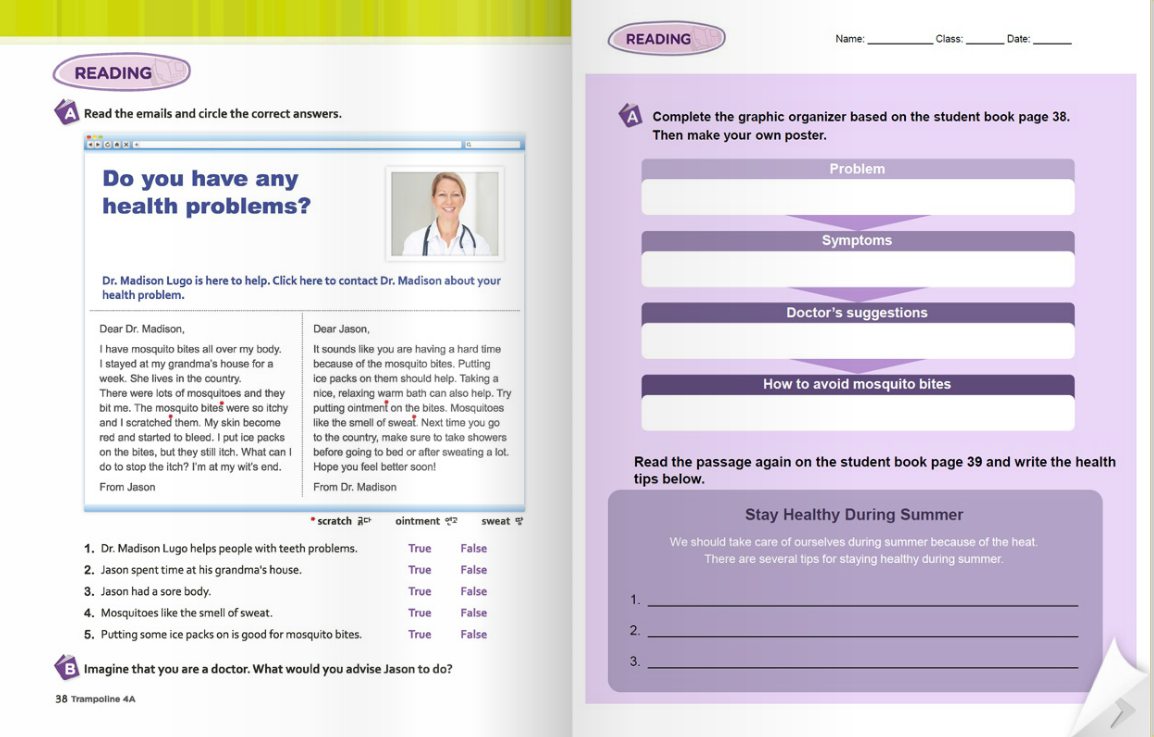 READING
A Read the emails and circle the correct answers.
Do you have any
health problems?
Dr. Madison Lugo is here to help. Click here to contact Dr. Madison about your
health problem.
Dear Dr. Madison,
I have mosquito bites all over my body.
I stayed at my grandma's house for a
week. She lives in the country.
There were lots of mosquitoes and they
bit me. The mosquito bites were so itchy
and I scratched them. My skin become
red and started to bleed. I put ice packs
on the bites, but they still itch. What can I
do to stop the itch? I'm at my wit's end.
From Jason
Dear Jason,
It sounds like you are having a hard time
because of the mosquito bites. Putting
ice packs on them should help. Taking a
nice, relaxing warm bath can also help. Try
putting ointment on the bites. Mosquitoes
like the smell of sweat. Next time you go
to the country, make sure to take showers
before going to bed or after sweating a lot.
Hope you feel better soon!
From Dr. Madison
• scratch 긁다 ointment 연고 sweat 땀
1. Dr. Madison Lugo helps people with teeth problems. True False
2. Jason spent time at his grandma's house. True False
3. Jason had a sore body. True False
4. Mosquitoes like the smell of sweat. True False
5. Putting some ice packs on is good for mosquito bites. True False
B Imagine that you are a doctor. What would you advise Jason to do?
38 Trampoline 4A
READING
Name: ____________ Class: _______ Date: _______
A Complete the graphic organizer based on the student book page 38.
Then make your own poster.
Problem
Symptoms
Doctor's suggestions
How to avoid mosquito bites
Read the passage again on the student book page 39 and write the health
tips below.
Stay Healthy During Summer
We should take care of ourselves during summer because of the heat.
There are several tips for staying healthy during summer.
1.
2.
3.